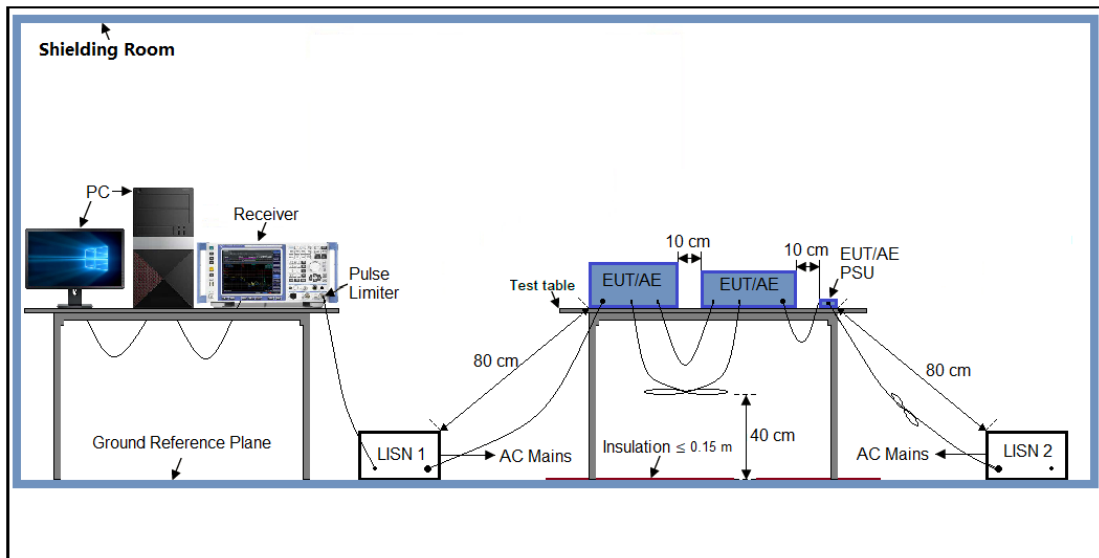 Shielding Room
PC
Receiver
Pulse
Limiter
Test table
EUT/AE
10 cm
EUT/AE
10 cm
EUT/AE
PSU
80 cm
80 cm
40 cm
Ground Reference Plane
LISN 1
AC Mains
Insulation ≤ 0.15 m
AC Mains
LISN 2